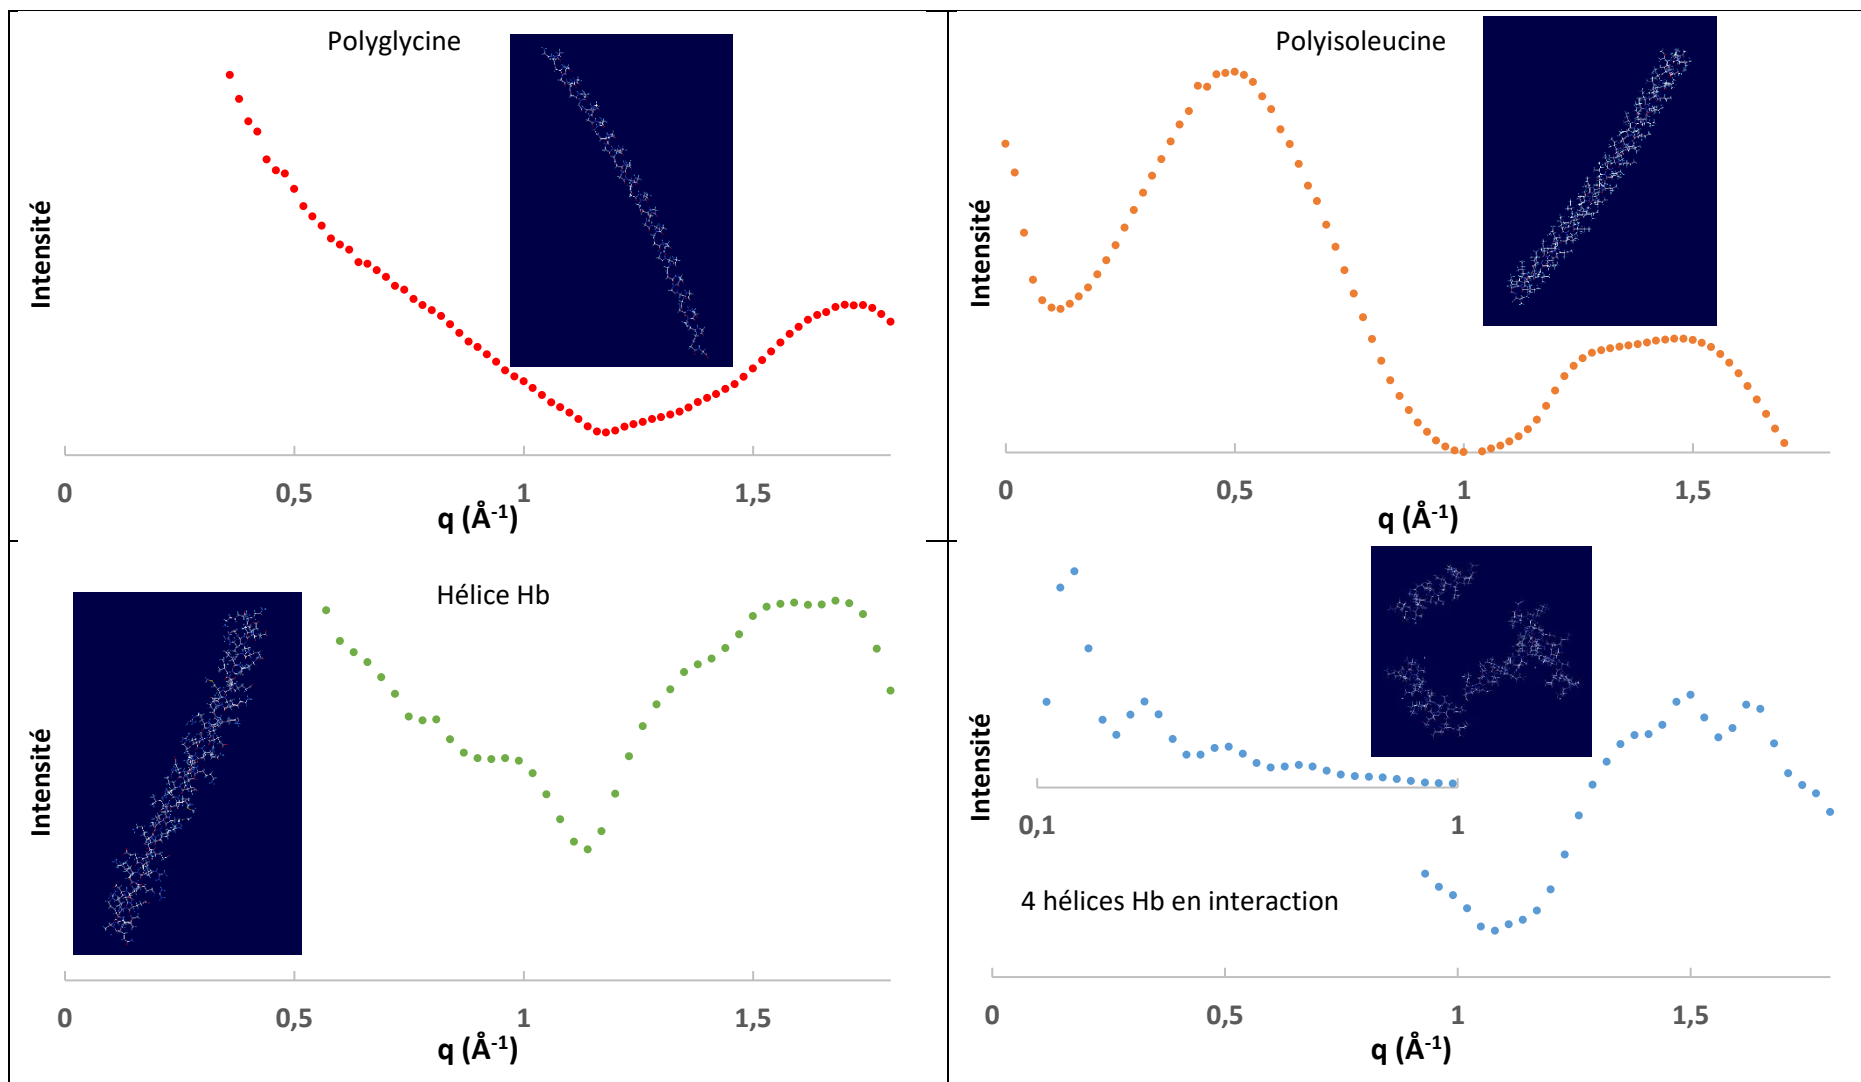 Polyglycine
Intensité
0 0,5 1 1,5
q (Å⁻¹)
Polyisoleucine
Intensité
0 0,5 1 1,5
q (Å⁻¹)
Hélice Hb
Intensité
0 0,5 1 1,5
q (Å⁻¹)
Intensité
0,1 1
4 hélices Hb en interaction
0 0,5 1 1,5
q (Å⁻¹)